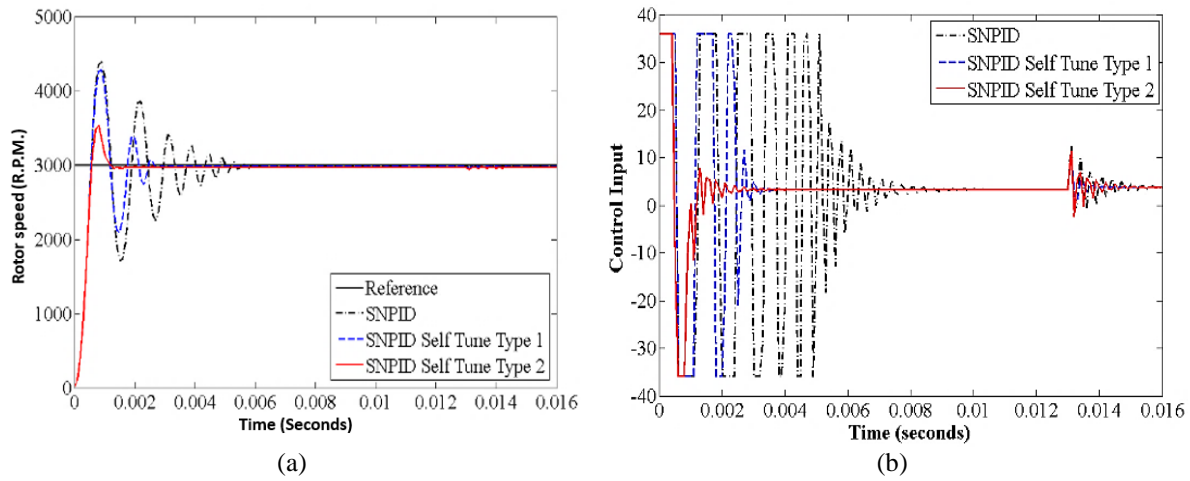 5000
4000
3000
2000
1000
0
Rotor speed (R.P.M.)
Reference
SNPID
SNPID Self Tune Type 1
SNPID Self Tune Type 2
0 0.002 0.004 0.006 0.008 0.01 0.012 0.014 0.016
Time (Seconds)
(a)
40
30
20
10
0
-10
-20
-30
-40
Control Input
SNPID
SNPID Self Tune Type 1
SNPID Self Tune Type 2
0 0.002 0.004 0.006 0.008 0.01 0.012 0.014 0.016
Time (seconds)
(b)